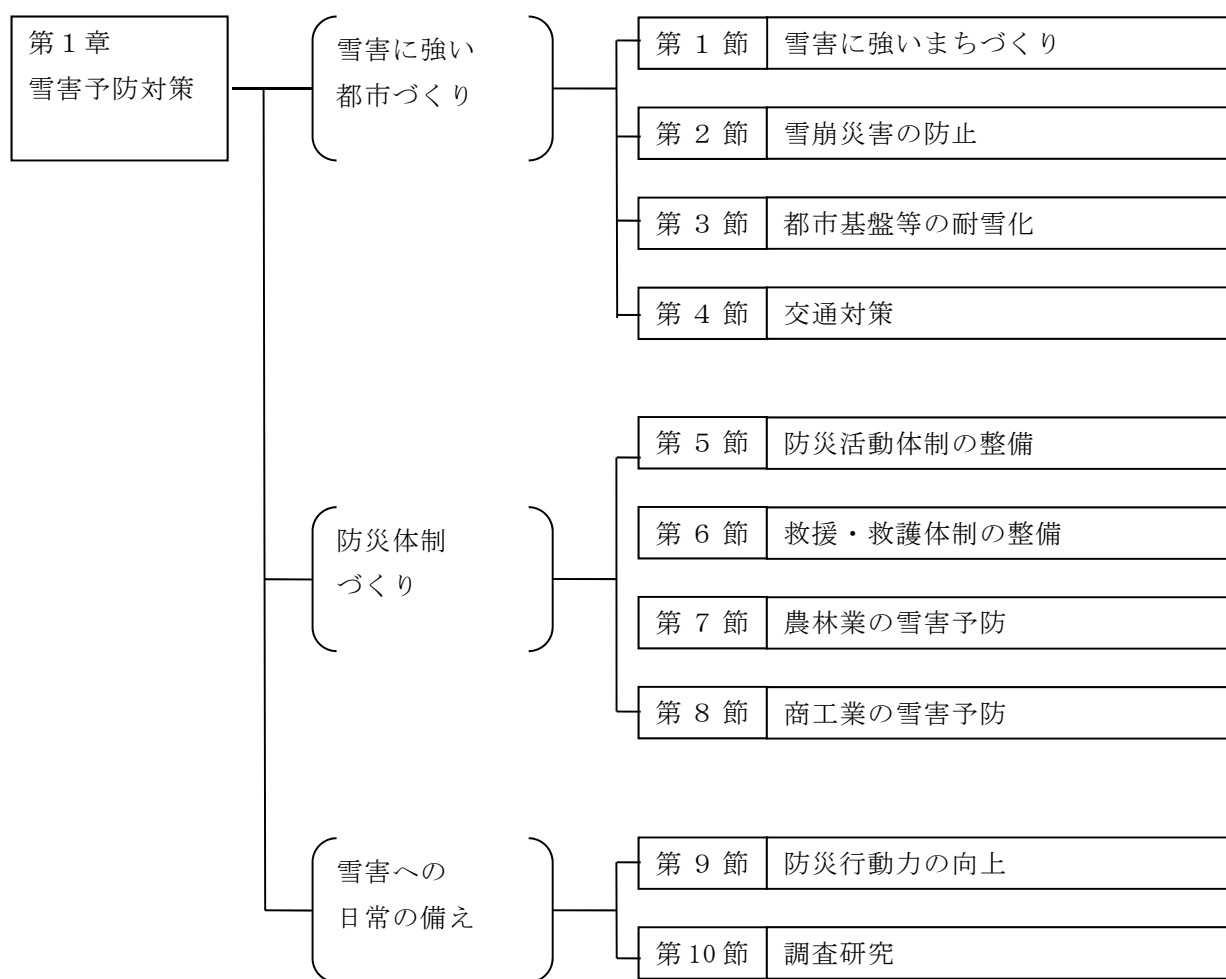 第１章
雪害予防対策
雪害に強い
都市づくり
第 １ 節 雪害に強いまちづくり
第 ２ 節 雪崩災害の防止
第 ３ 節 都市基盤等の耐雪化
第 ４ 節 交通対策
防災体制
づくり
第 ５ 節 防災活動体制の整備
第 ６ 節 救援・救護体制の整備
第 ７ 節 農林業の雪害予防
第 ８ 節 商工業の雪害予防
雪害への
日常の備え
第 ９ 節 防災行動力の向上
第 10 節 調査研究